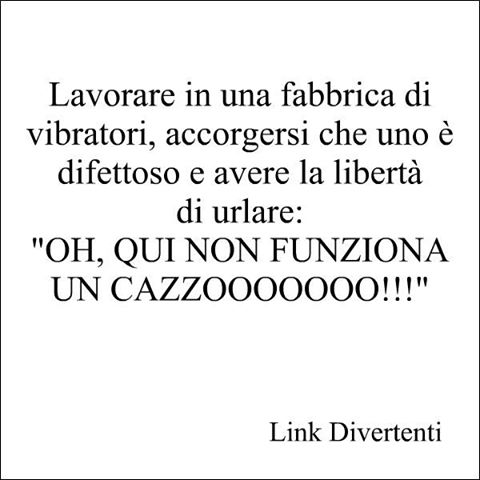 Lavorare in una fabbrica di
vibratori, accorgersi che uno è
difettoso e avere la libertà
di urlare:
"OH, QUI NON FUNZIONA
UN CAZZOOOOOOO!!!"
Link Divertenti